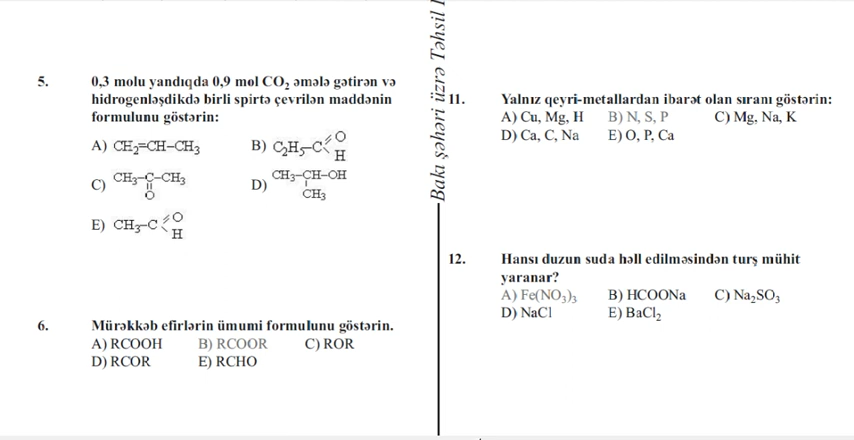 5. 0,3 molu yandıqda 0,9 mol CO₂ əmələ gətirən və
hidrogenləşdikdə birli spirtə çevrilən maddənin
formulunu göstərin:
A) CH₂=CH–CH₃ B) C₂H₅–C O H
C) CH₃–C–CH₃ O D) CH₃–CH–OH CH₃
E) CH₃–C O H
6. Mürəkkəb efirlərin ümumi formulunu göstərin.
A) RCOOH B) RCOOR C) ROR
D) RCOR E) RCHO
Bakı şəhəri üzrə Təhsil
11. Yalnız qeyri-metallardan ibarət olan sıranı göstərin:
A) Cu, Mg, H B) N, S, P C) Mg, Na, K
D) Ca, C, Na E) O, P, Ca
12. Hansı duzun suda həll edilməsindən turş mühit
yaranar?
A) Fe(NO₃)₃ B) HCOONa C) Na₂SO₃
D) NaCl E) BaCl₂